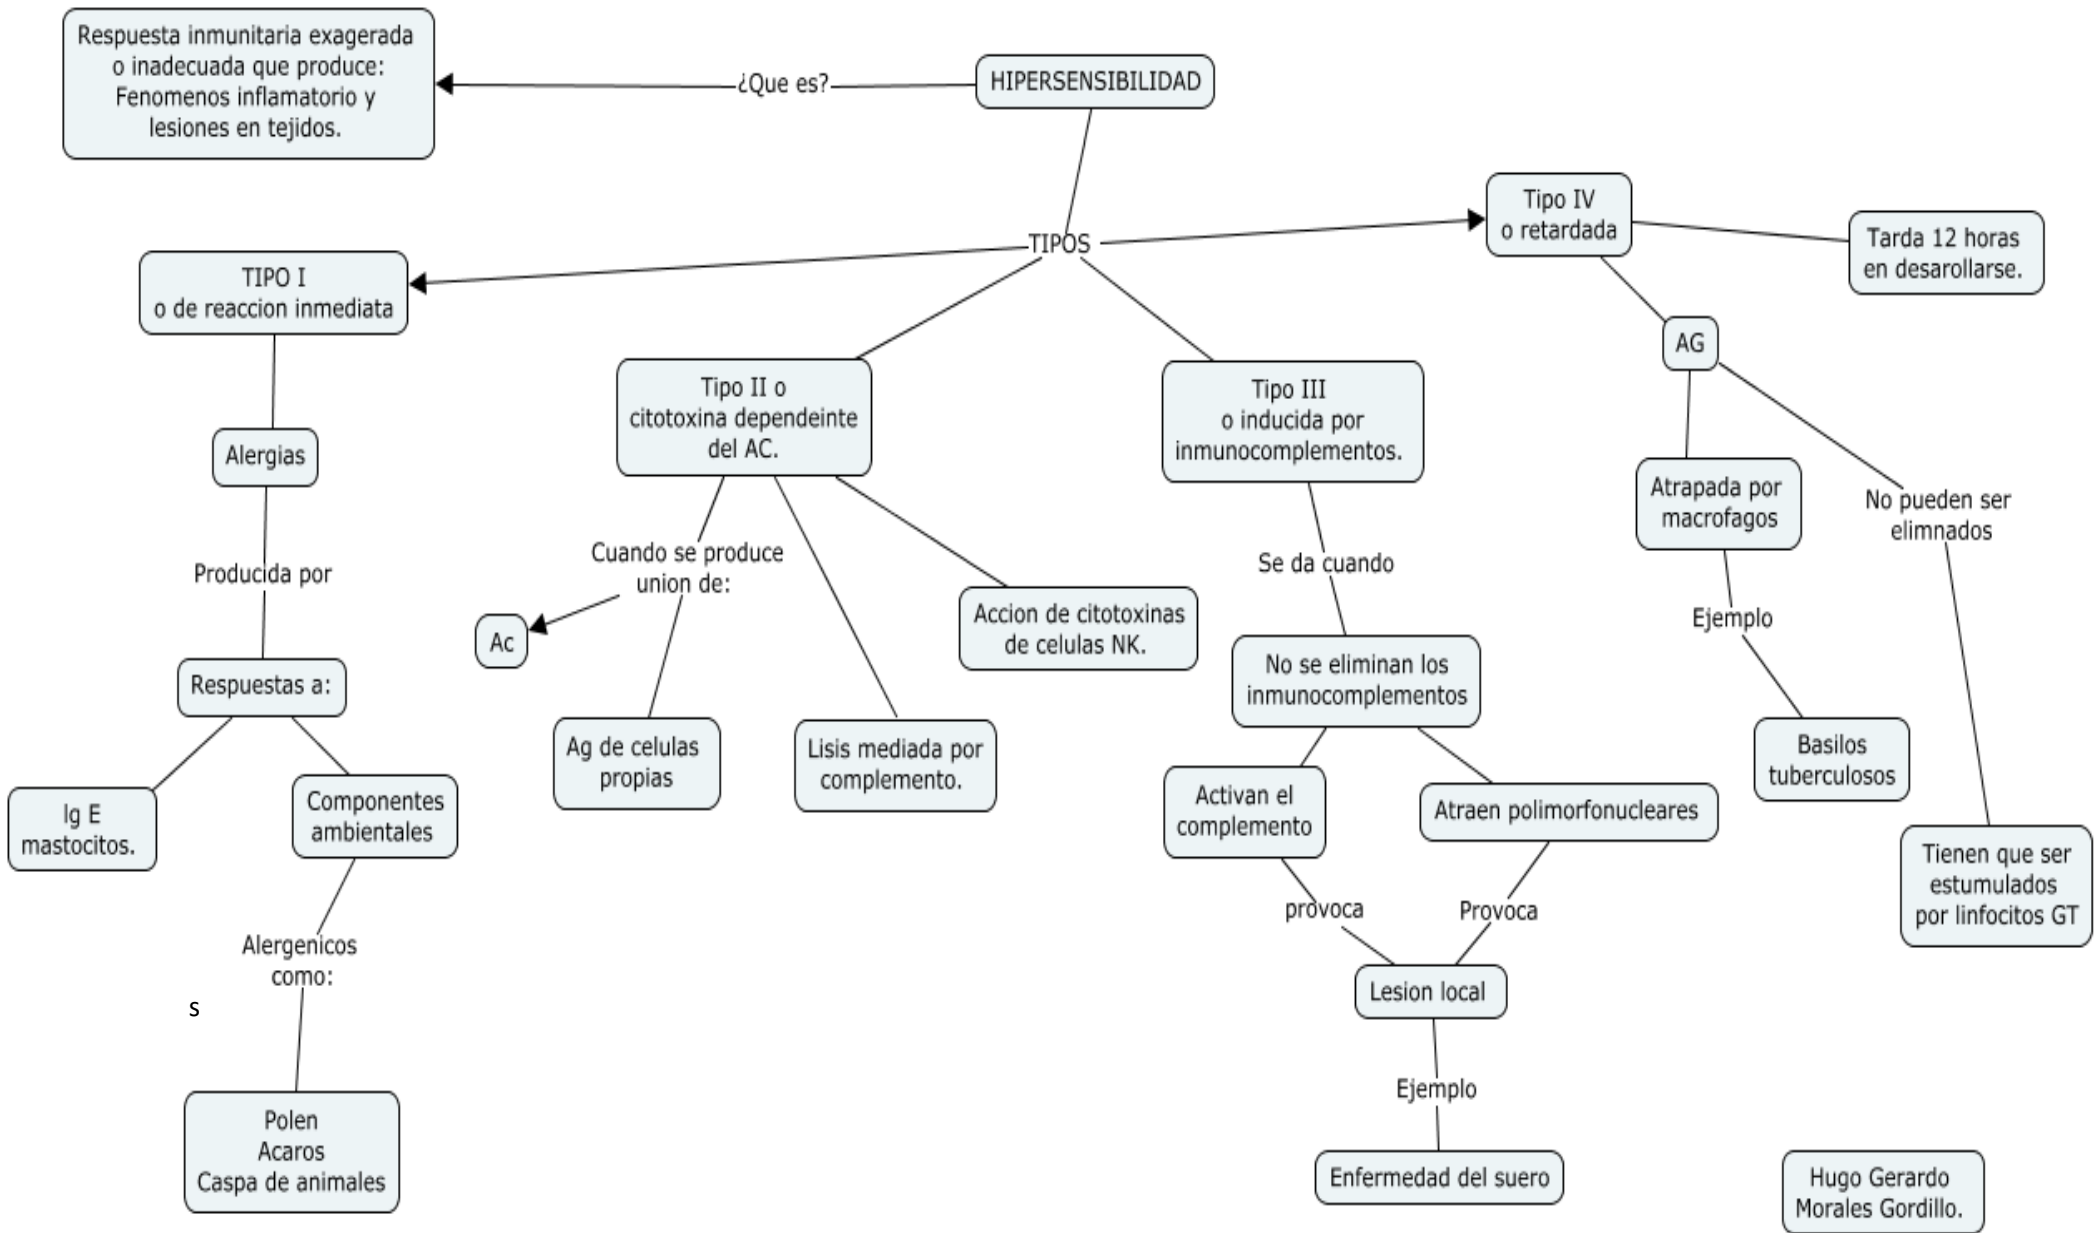 Respuesta inmunitaria exagerada
o inadecuada que produce:
Fenomenos inflamatorio y
lesiones en tejidos.
¿Que es?
HIPERSENSIBILIDAD
TIPOS
TIPO I
o de reaccion inmediata
Alergias
Producida por
Respuestas a:
Ig E
mastocitos.
Componentes
ambientales
Alergenicos
como:
s
Polen
Acaros
Caspa de animales
Tipo II o
citotoxina dependeinte
del AC.
Cuando se produce
union de:
Ac
Ag de celulas
propias
Lisis mediada por
complemento.
Accion de citotoxinas
de celulas NK.
Tipo III
o inducida por
inmunocomplementos.
Se da cuando
No se eliminan los
inmunocomplementos
Activan el
complemento
Atraen polimorfonucleares
provoca
Provoca
Lesion local
Ejemplo
Enfermedad del suero
Tipo IV
o retardada
Tarda 12 horas
en desarollarse.
AG
Atrapada por
macrofagos
Ejemplo
Basilos
tuberculosos
No pueden ser
elimnados
Tienen que ser
estumulados
por linfocitos GT
Hugo Gerardo
Morales Gordillo.